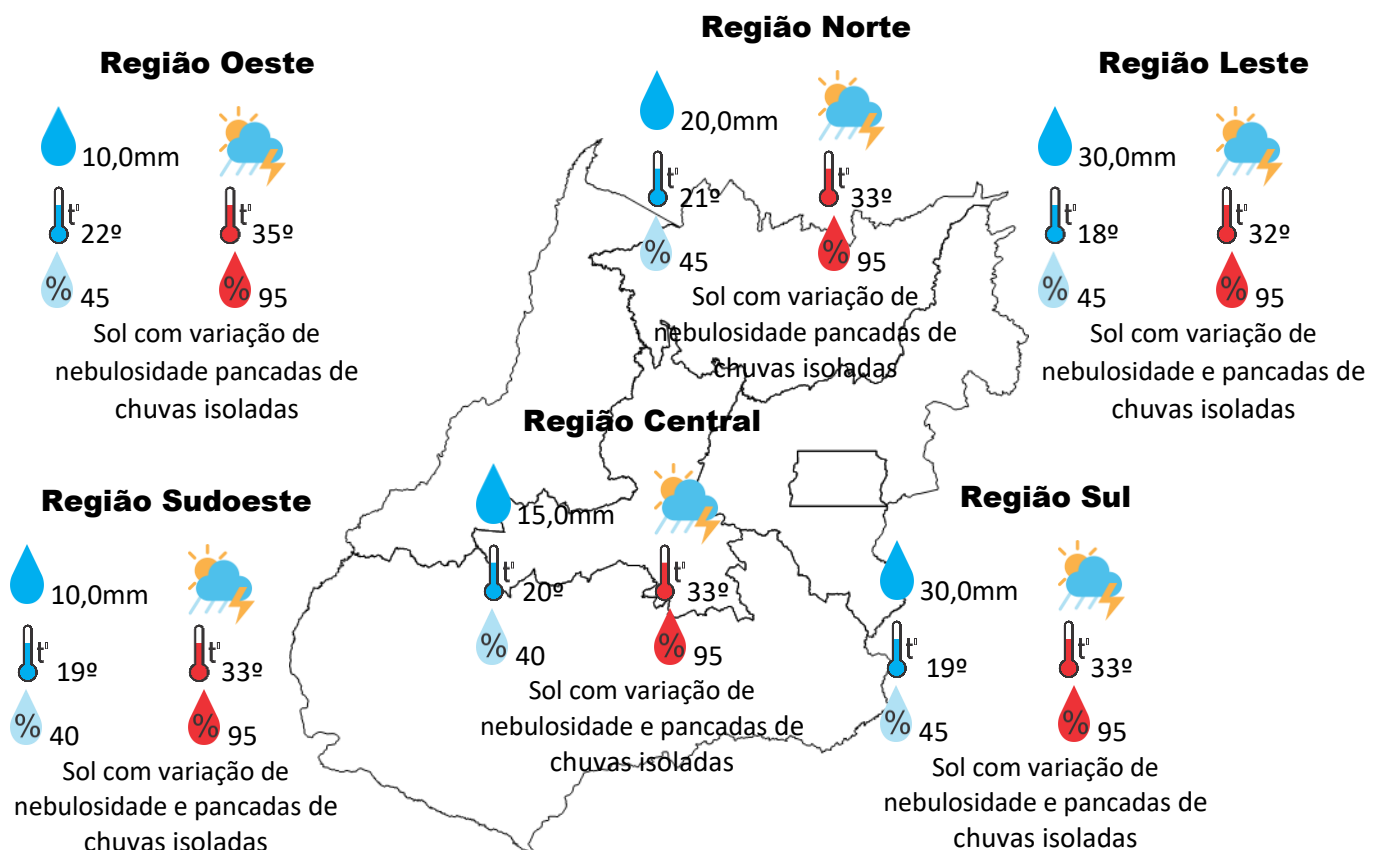 Região Norte
20,0mm
t°
21º
t°
33º
%
45
%
95
Sol com variação de
nebulosidade pancadas de
chuvas isoladas
Região Oeste
10,0mm
t°
22º
t°
35º
%
45
%
95
Sol com variação de
nebulosidade pancadas de
chuvas isoladas
Região Leste
30,0mm
t°
18º
t°
32º
%
45
%
95
Sol com variação de
nebulosidade e pancadas de
chuvas isoladas
Região Central
15,0mm
t°
20º
t°
33º
%
40
%
95
Sol com variação de
nebulosidade e pancadas de
chuvas isoladas
Região Sudoeste
10,0mm
t°
19º
t°
33º
%
40
%
95
Sol com variação de
nebulosidade e pancadas de
chuvas isoladas
Região Sul
30,0mm
t°
19º
t°
33º
%
45
%
95
Sol com variação de
nebulosidade e pancadas de
chuvas isoladas